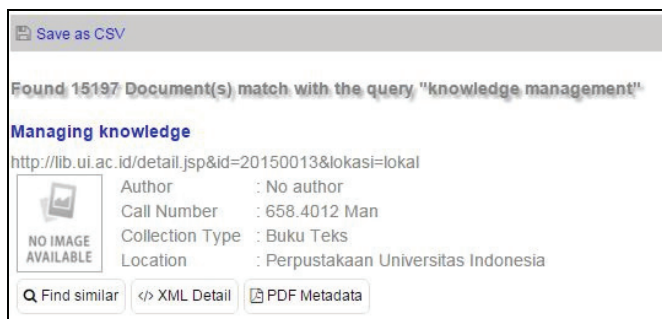 Save as CSV
Found 15197 Document(s) match with the query "knowledge management"
Managing knowledge
http://lib.ui.ac.id/detail.jsp&id=20150013&lokasi=lokal
NO IMAGE AVAILABLE
Author : No author
Call Number : 658.4012 Man
Collection Type : Buku Teks
Location : Perpustakaan Universitas Indonesia
Find similar </> XML Detail PDF Metadata